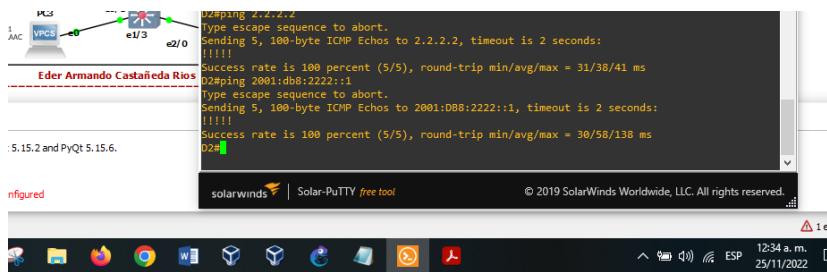 PC3
VPCS
e0
e1/3
e2/0
Eder Armando Castañeda Rios
D2#ping 2.2.2.2
Type escape sequence to abort.
Sending 5, 100-byte ICMP Echos to 2.2.2.2, timeout is 2 seconds:
!!!!!
Success rate is 100 percent (5/5), round-trip min/avg/max = 31/38/41 ms
D2#ping 2001:db8:2222::1
Type escape sequence to abort.
Sending 5, 100-byte ICMP Echos to 2001:DB8:2222::1, timeout is 2 seconds:
!!!!!
Success rate is 100 percent (5/5), round-trip min/avg/max = 30/58/138 ms
D2#
5.15.2 and PyQt 5.15.6.
nfigured
solarwinds Solar-PuTTY free tool © 2019 SolarWinds Worldwide, LLC. All rights reserved.
ESP
12:34 a. m.
25/11/2022